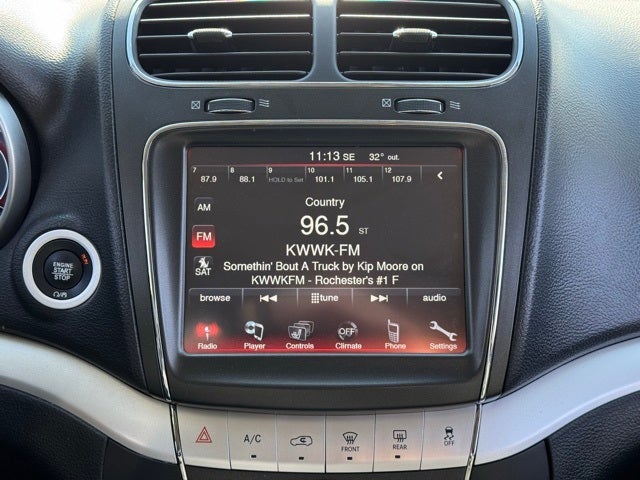 11:13 SE 32° out.
7 8 9 10 11 12
87.9 88.1 HOLD to Set 101.1 105.1 107.9
Country
AM
96.5 ST
FM
KWWK-FM
Somethin' Bout A Truck by Kip Moore on
SAT
KWWKFM - Rochester's #1 F
browse tune audio
OFF
Radio Player Controls Climate Phone Settings
ENGINE
START
STOP
RUN
A/C
FRONT
REAR
OFF